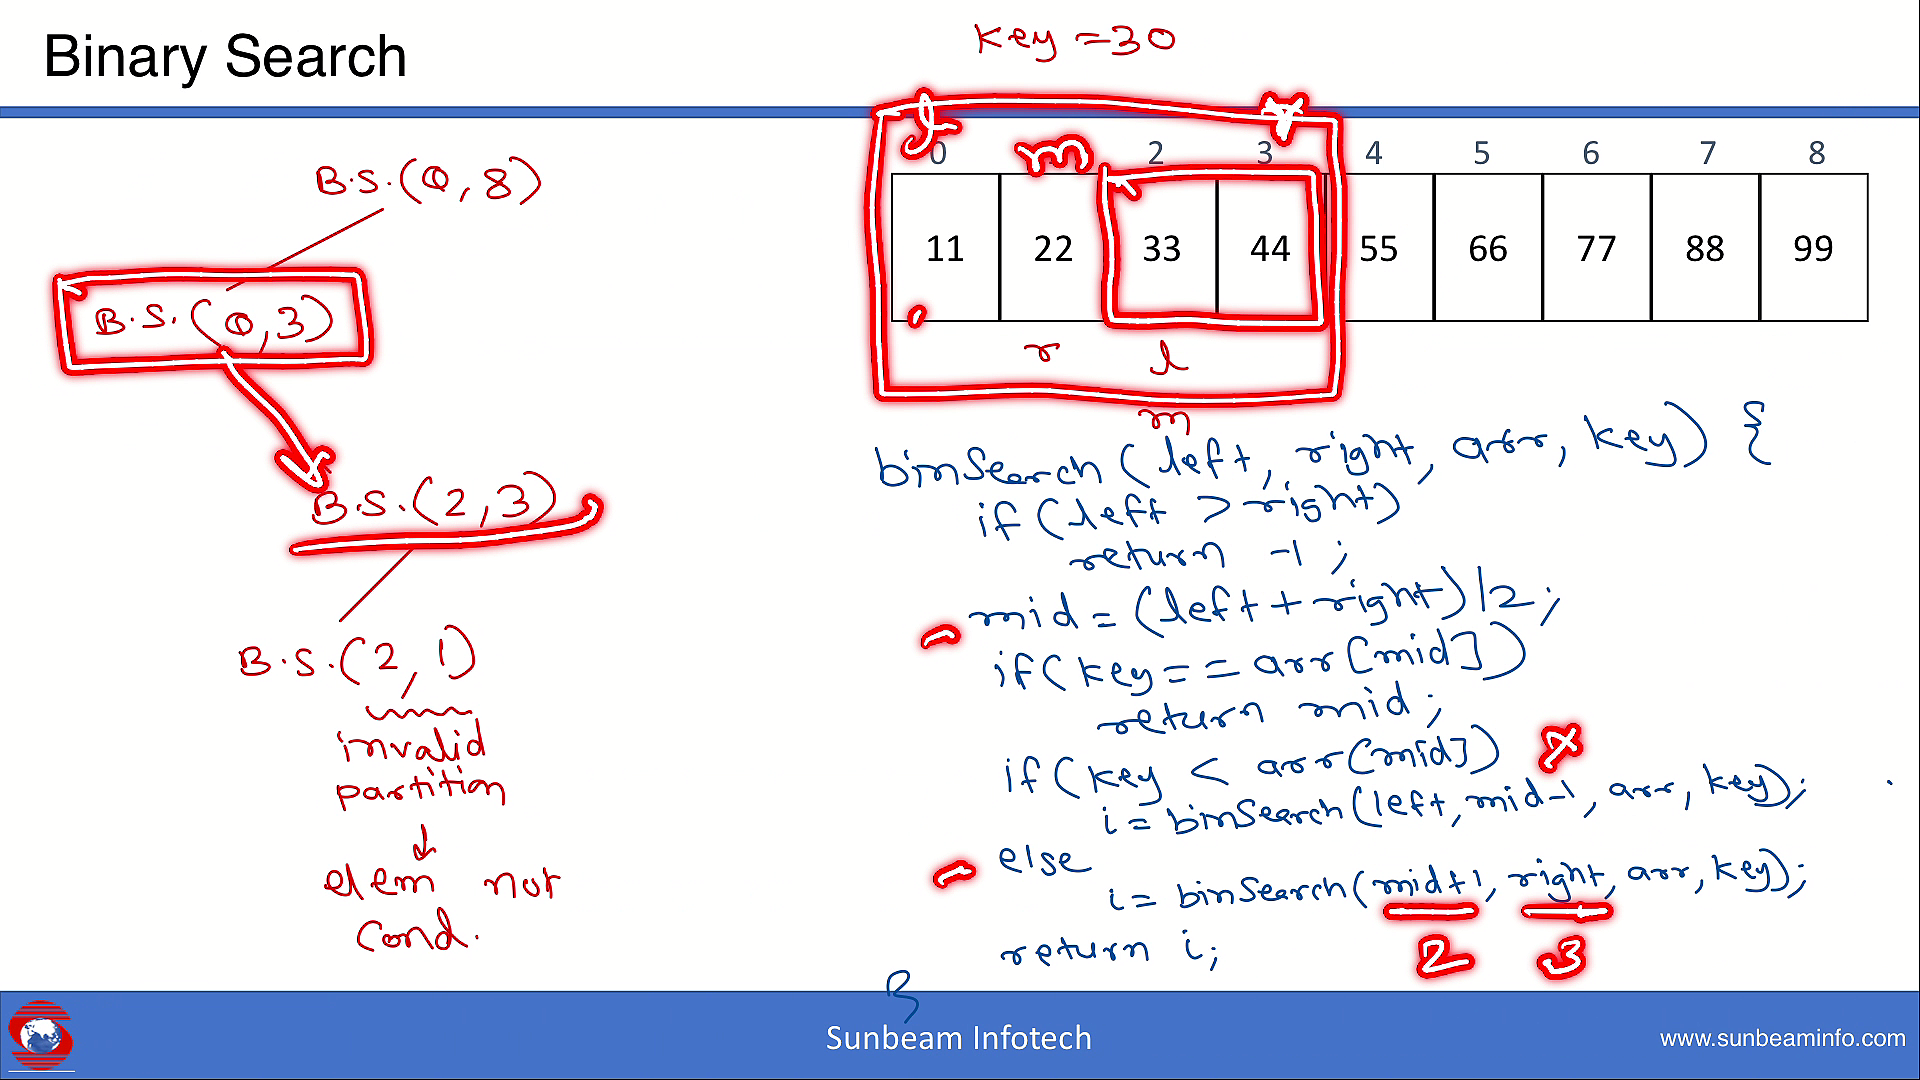 Binary Search
key = 30
l m r
0 2 3 4 5 6 7 8
11 22 33 44 55 66 77 88 99
r l
m
B.S.(0,8)
B.S.(0,3)
B.S.(2,3)
B.S.(2,1)
invalid
partition
elem not
cond.
binSearch(left, right, arr, key) {
if(left > right)
return -1;
mid = (left + right)/2;
if(key == arr[mid])
return mid;
if(key < arr[mid]) x
i = binSearch(left, mid-1, arr, key);
else
i = binSearch(mid+1, right, arr, key);
2 3
return i;
}
Sunbeam Infotech
www.sunbeaminfo.com